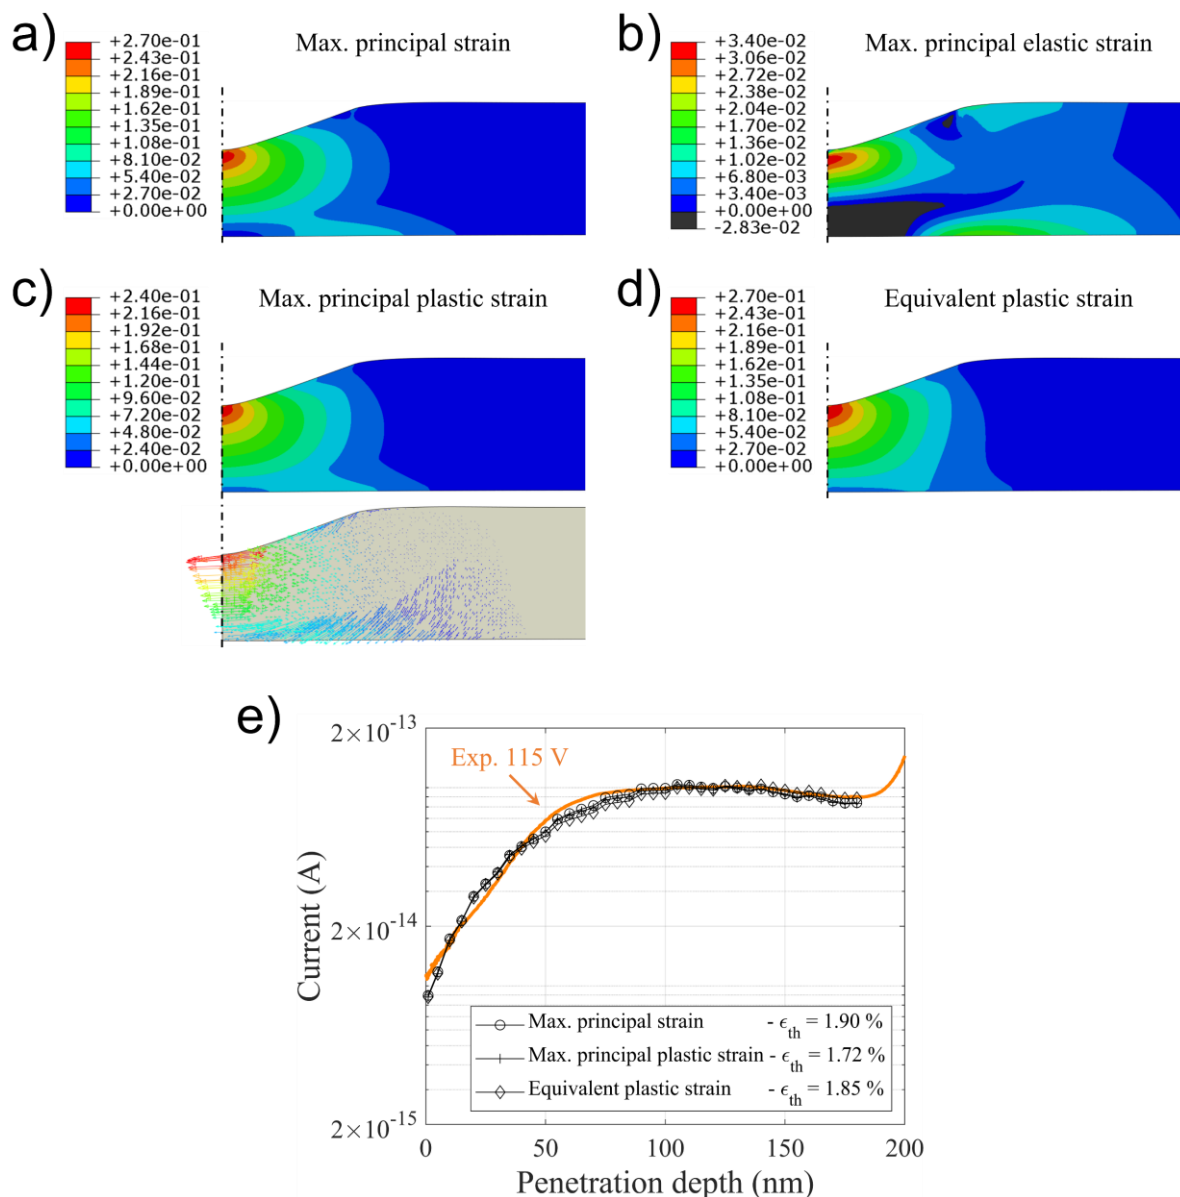 a)
Max. principal strain
+2.70e-01
+2.43e-01
+2.16e-01
+1.89e-01
+1.62e-01
+1.35e-01
+1.08e-01
+8.10e-02
+5.40e-02
+2.70e-02
+0.00e+00
b)
Max. principal elastic strain
+3.40e-02
+3.06e-02
+2.72e-02
+2.38e-02
+2.04e-02
+1.70e-02
+1.36e-02
+1.02e-02
+6.80e-03
+3.40e-03
+0.00e+00
-2.83e-02
c)
Max. principal plastic strain
+2.40e-01
+2.16e-01
+1.92e-01
+1.68e-01
+1.44e-01
+1.20e-01
+9.60e-02
+7.20e-02
+4.80e-02
+2.40e-02
+0.00e+00
d)
Equivalent plastic strain
+2.70e-01
+2.43e-01
+2.16e-01
+1.89e-01
+1.62e-01
+1.35e-01
+1.08e-01
+8.10e-02
+5.40e-02
+2.70e-02
+0.00e+00
e)
2×10⁻¹³
2×10⁻¹⁴
2×10⁻¹⁵
Current (A)
Exp. 115 V
Max. principal strain - ϵth = 1.90 %
Max. principal plastic strain - ϵth = 1.72 %
Equivalent plastic strain - ϵth = 1.85 %
0 50 100 150 200
Penetration depth (nm)